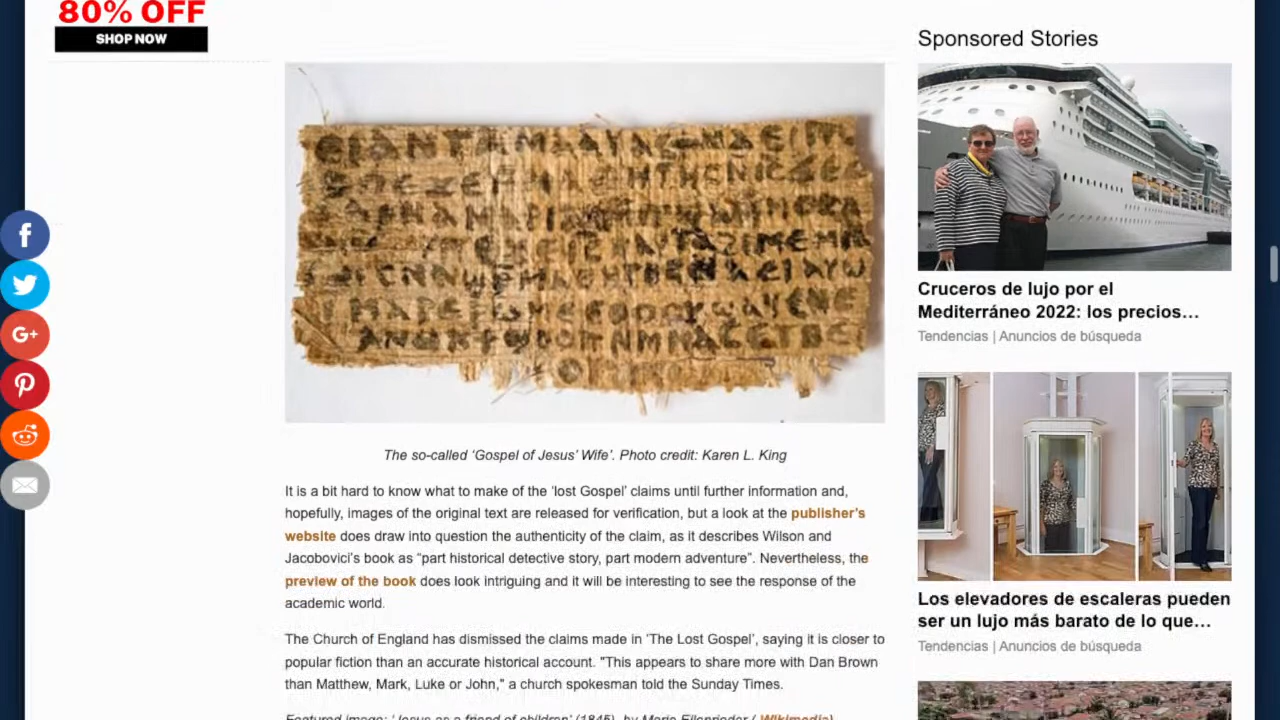 80% OFF
SHOP NOW
The so-called ‘Gospel of Jesus’ Wife’. Photo credit: Karen L. King
It is a bit hard to know what to make of the ‘lost Gospel’ claims until further information and,
hopefully, images of the original text are released for verification, but a look at the publisher’s
website does draw into question the authenticity of the claim, as it describes Wilson and
Jacobovici’s book as “part historical detective story, part modern adventure”. Nevertheless, the
preview of the book does look intriguing and it will be interesting to see the response of the
academic world.
The Church of England has dismissed the claims made in ‘The Lost Gospel’, saying it is closer to
popular fiction than an accurate historical account. "This appears to share more with Dan Brown
than Matthew, Mark, Luke or John," a church spokesman told the Sunday Times.
Featured image: ‘Jesus as a friend of children’ (1845), by Marie Ellenrieder ( Wikimedia)
Sponsored Stories
Cruceros de lujo por el
Mediterráneo 2022: los precios…
Tendencias | Anuncios de búsqueda
Los elevadores de escaleras pueden
ser un lujo más barato de lo que…
Tendencias | Anuncios de búsqueda
f
G+